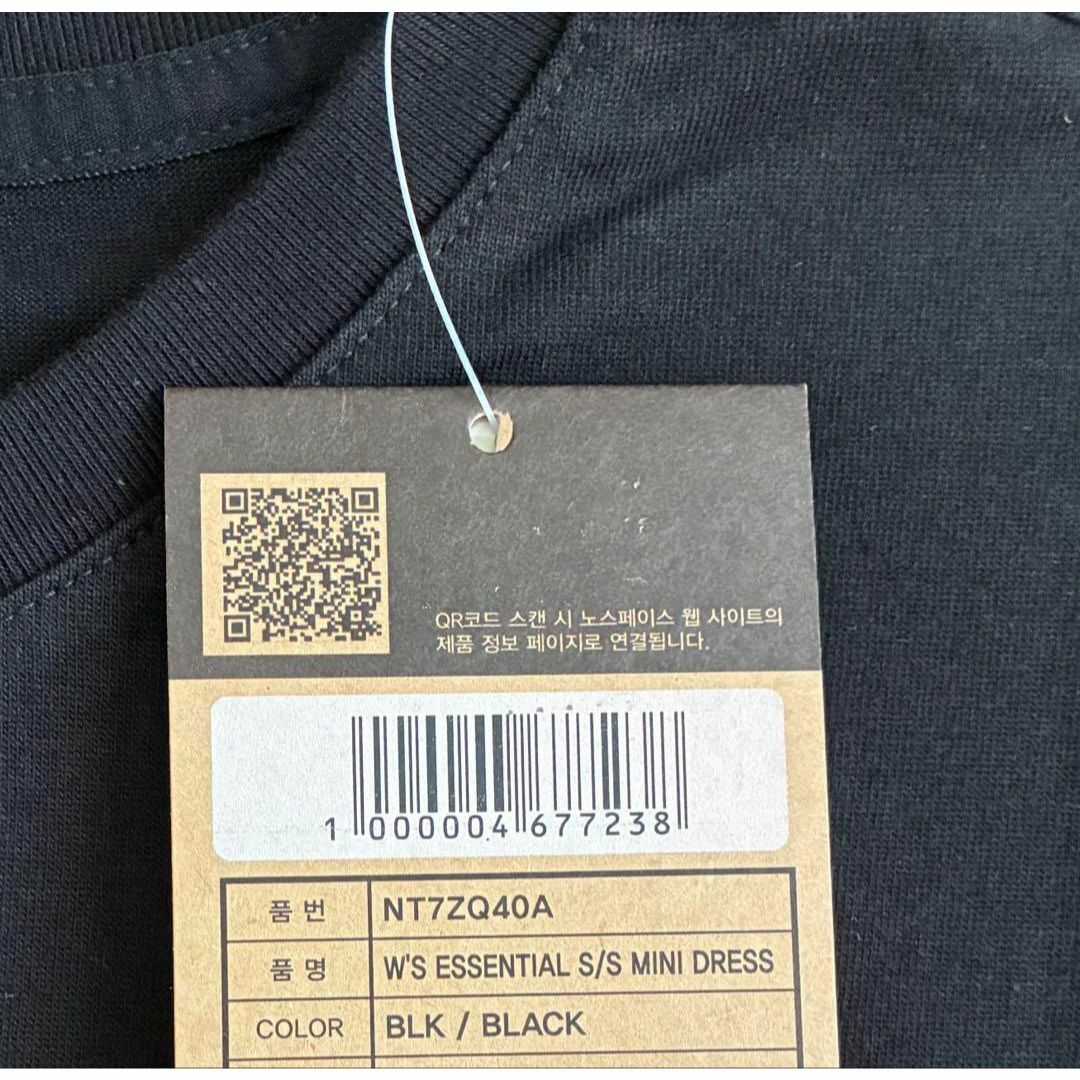 QR코드 스캔 시 노스페이스 웹 사이트의
제품 정보 페이지로 연결됩니다.
1 000004 677238
품 번 NT7ZQ40A
품 명 W'S ESSENTIAL S/S MINI DRESS
COLOR BLK / BLACK